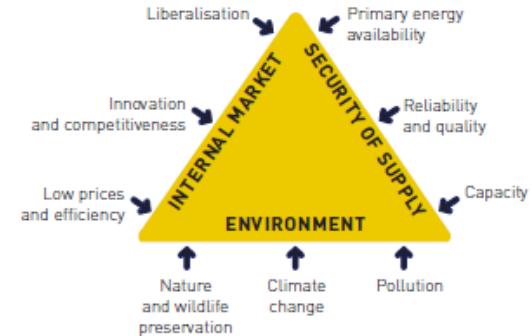 Liberalisation
Primary energy
availability
INTERNAL MARKET
SECURITY OF SUPPLY
Innovation
and competitiveness
Reliability
and quality
Low prices
and efficiency
Capacity
ENVIRONMENT
Nature
and wildlife
preservation
Climate
change
Pollution